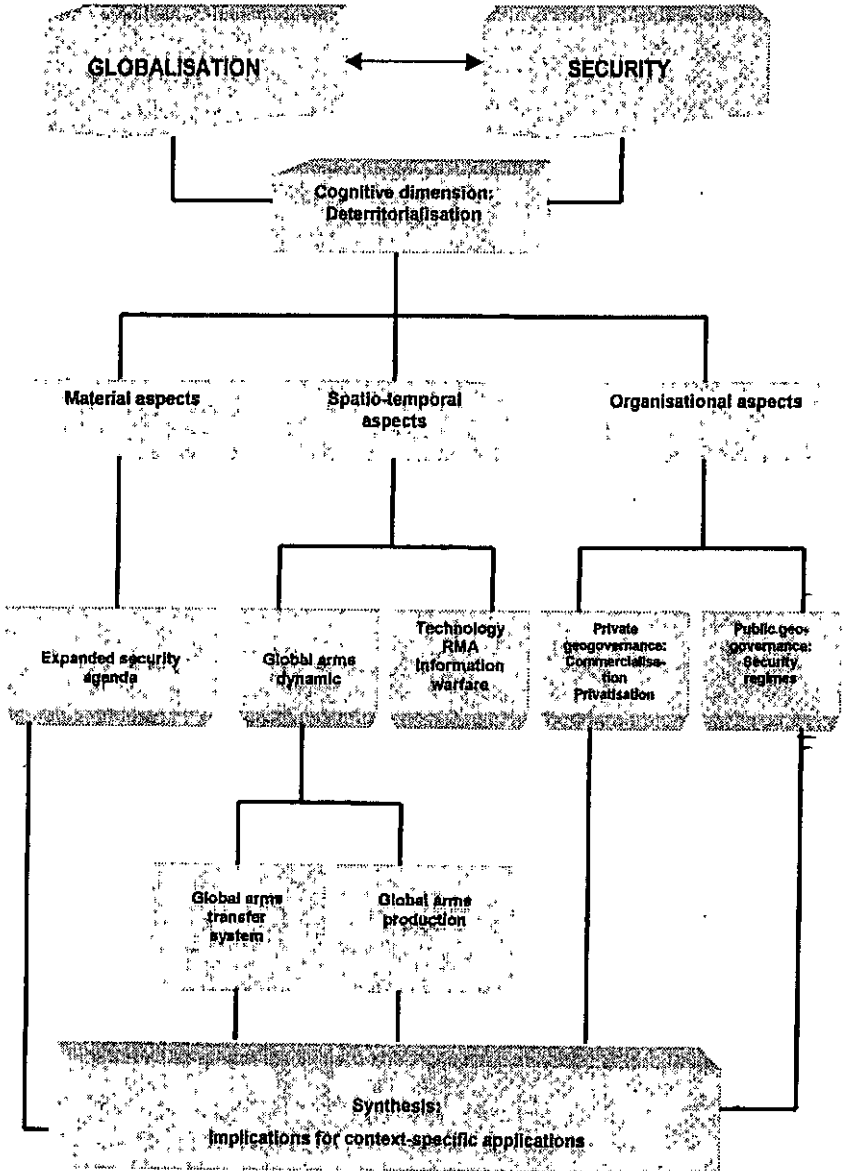 GLOBALISATION
SECURITY
Cognitive dimension:
Deterritorialisation
Material aspects
Spatio-temporal
aspects
Organisational aspects
Expanded security
agenda
Global arms
dynamic
Technology
RMA
Information
warfare
Private
geogovernance:
Commercialisa-
tion
Privatisation
Public geo-
governance:
Security
regimes
Global arms
transfer
system
Global arms
production
Synthesis:
Implications for context-specific applications